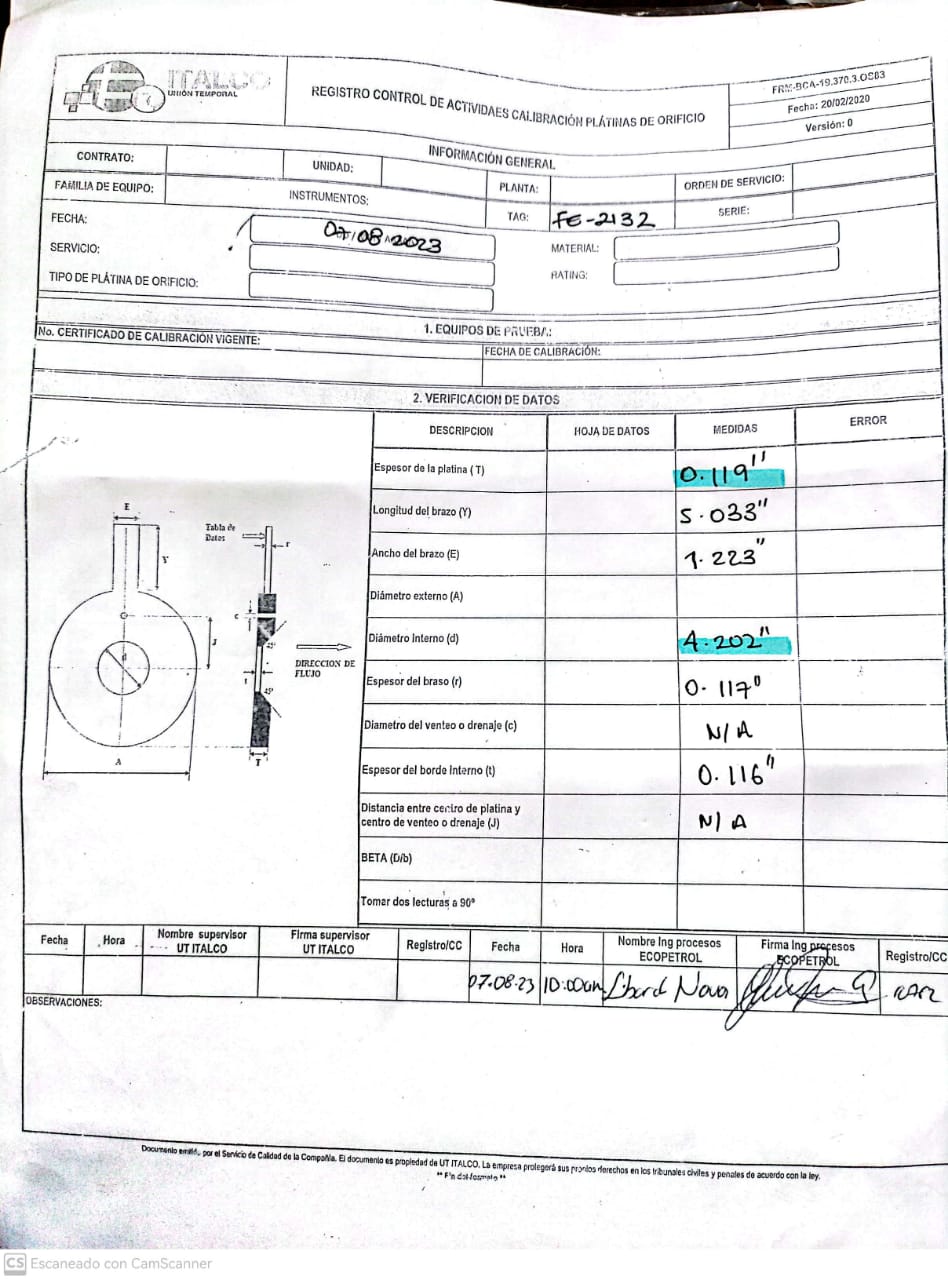 ITALCO
UNIÓN TEMPORAL
REGISTRO CONTROL DE ACTIVIDAES CALIBRACIÓN PLÁTINAS DE ORIFICIO
FRM-BCA-19.370.3.OS83
Fecha: 20/02/2020
Versión: 0
INFORMACIÓN GENERAL
CONTRATO:
UNIDAD:
PLANTA:
ORDEN DE SERVICIO:
FAMILIA DE EQUIPO:
INSTRUMENTOS:
TAG: FE-2132
SERIE:
FECHA: 07/08/2023
MATERIAL:
SERVICIO:
RATING:
TIPO DE PLÁTINA DE ORIFICIO:
1. EQUIPOS DE PRUEBA:
No. CERTIFICADO DE CALIBRACIÓN VIGENTE:
FECHA DE CALIBRACIÓN:
2. VERIFICACION DE DATOS
DESCRIPCION HOJA DE DATOS MEDIDAS ERROR
Espesor de la platina (T) 0.119"
Longitud del brazo (Y) 5.033"
Ancho del brazo (E) 1.223"
Diámetro externo (A)
Diámetro Interno (d) 4.202"
Espesor del braso (r) 0.117"
Diametro del venteo o drenaje (c) N/A
Espesor del borde Interno (t) 0.116"
Distancia entre centro de platina y
centro de venteo o drenaje (J) N/A
BETA (D/b)
Tomar dos lecturas a 90º
E
Y
Tabla de
Datos
r
c
J
d
45º
DIRECCION DE
FLUJO
t
45º
A
T
Fecha Hora Nombre supervisor UT ITALCO Firma supervisor UT ITALCO Registro/CC Fecha Hora Nombre Ing procesos ECOPETROL Firma Ing procesos ECOPETROL Registro/CC
07.08.23 10:00am
OBSERVACIONES:
Documento emitid. por el Servicio de Calidad de la Compañía. El documento es propiedad de UT ITALCO. La empresa protegerá sus propios derechos en los tribunales civiles y penales de acuerdo con la ley.
** Fin del formato **
CS Escaneado con CamScanner